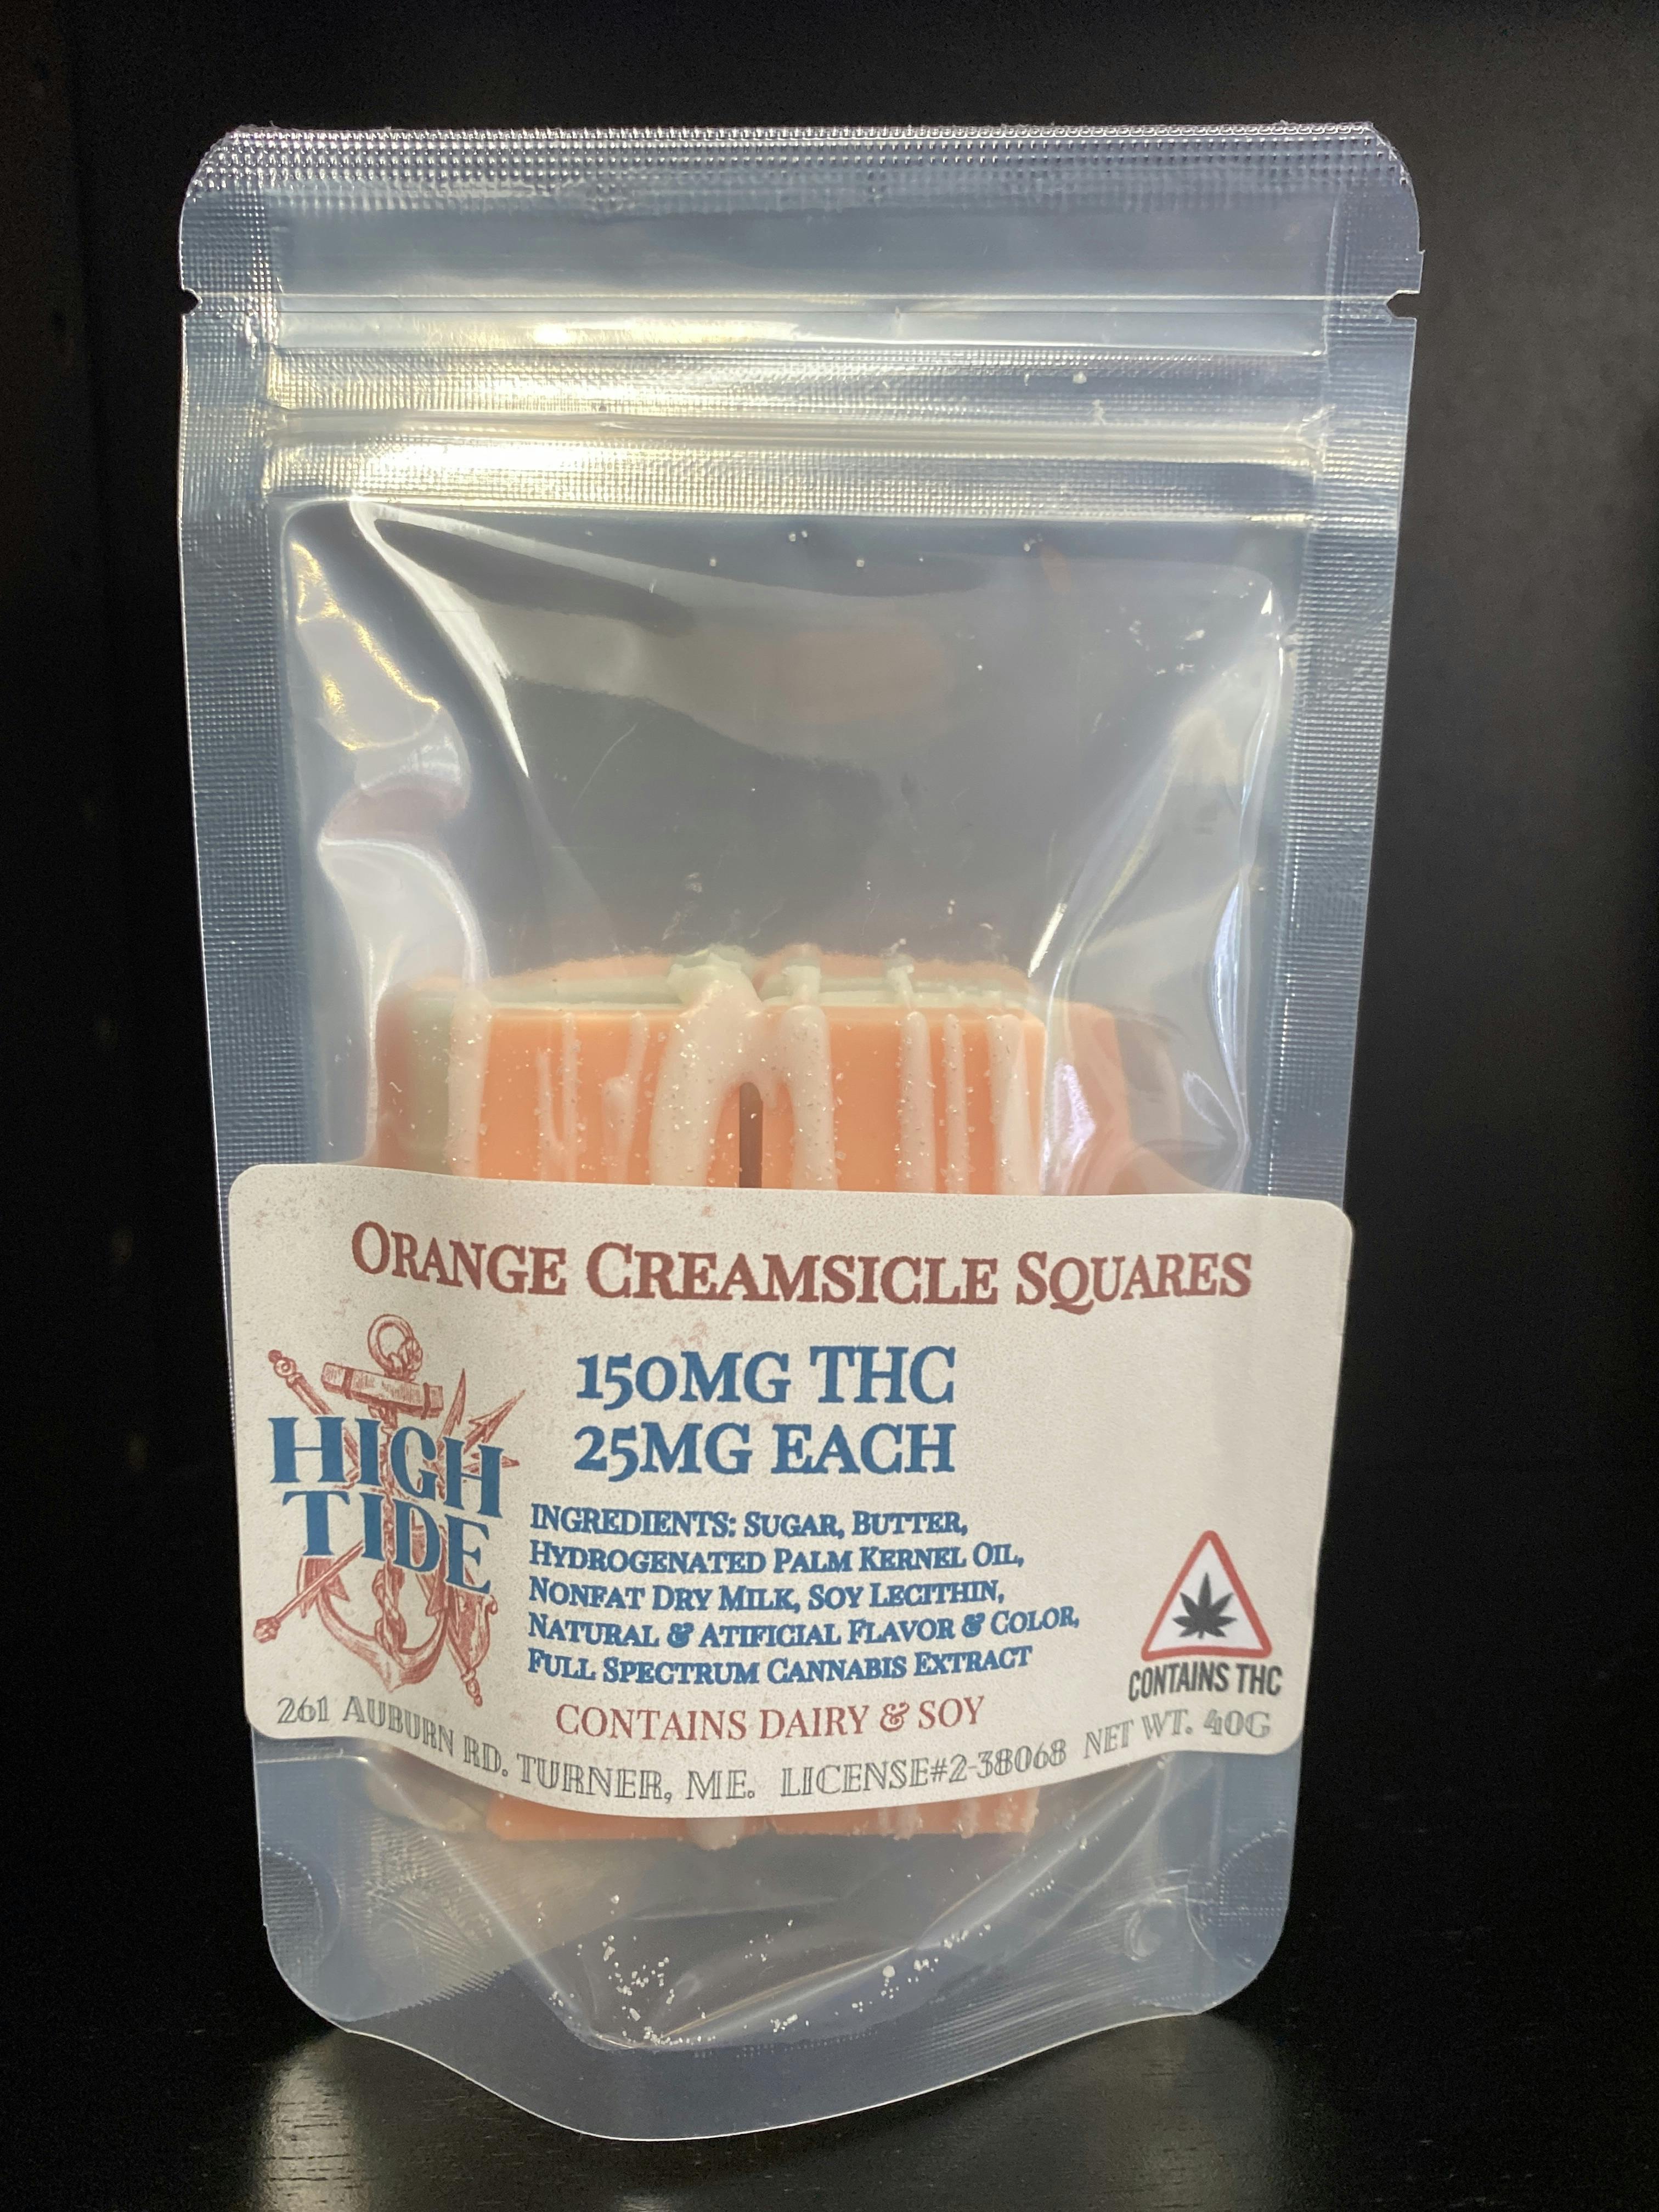 ORANGE CREAMSICLE SQUARES
HIGH
TIDE
150MG THC
25MG EACH
INGREDIENTS: SUGAR, BUTTER,
HYDROGENATED PALM KERNEL OIL,
NONFAT DRY MILK, SOY LECITHIN,
NATURAL & ATIFICIAL FLAVOR & COLOR,
FULL SPECTRUM CANNABIS EXTRACT
CONTAINS DAIRY & SOY
CONTAINS THC
261 AUBURN RD. TURNER, ME. LICENSE#2-38068 NET WT. 40G